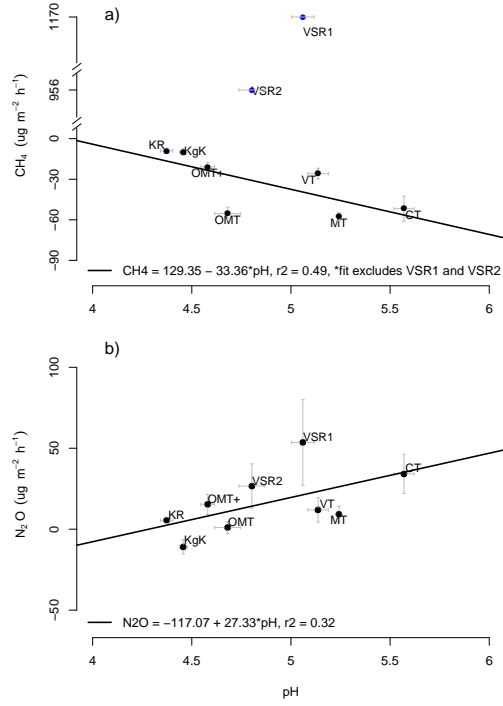 a)
1170
956
0
−30
−60
−90
CH4 (ug m−2 h−1)
VSR1
VSR2
KR
KgK
OMT+
OMT
VT
MT
CT
CH4 = 129.35 − 33.36*pH, r2 = 0.49, *fit excludes VSR1 and VSR2
4
4.5
5
5.5
6
b)
100
50
0
−50
N2 O (ug m−2 h−1)
VSR1
VSR2
CT
OMT+
KR
OMT
VT
MT
KgK
N2O = −117.07 + 27.33*pH, r2 = 0.32
4
4.5
5
5.5
6
pH